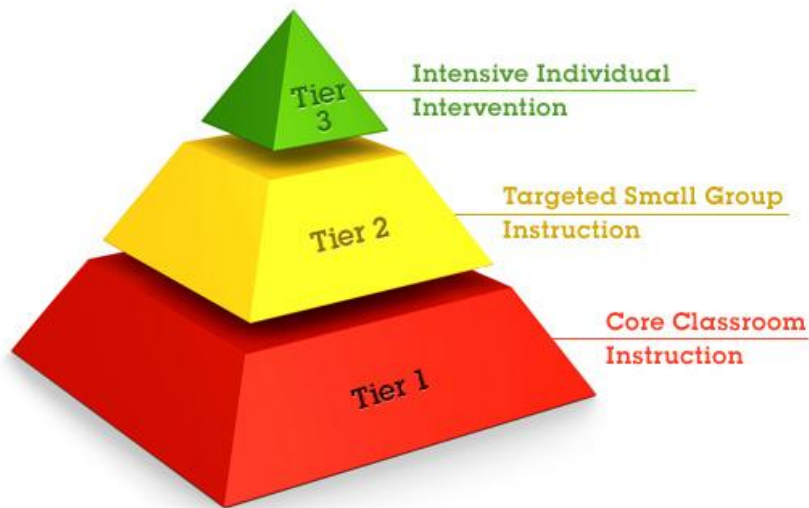 Tier
3
Intensive Individual
Intervention
Tier 2
Targeted Small Group
Instruction
Tier 1
Core Classroom
Instruction